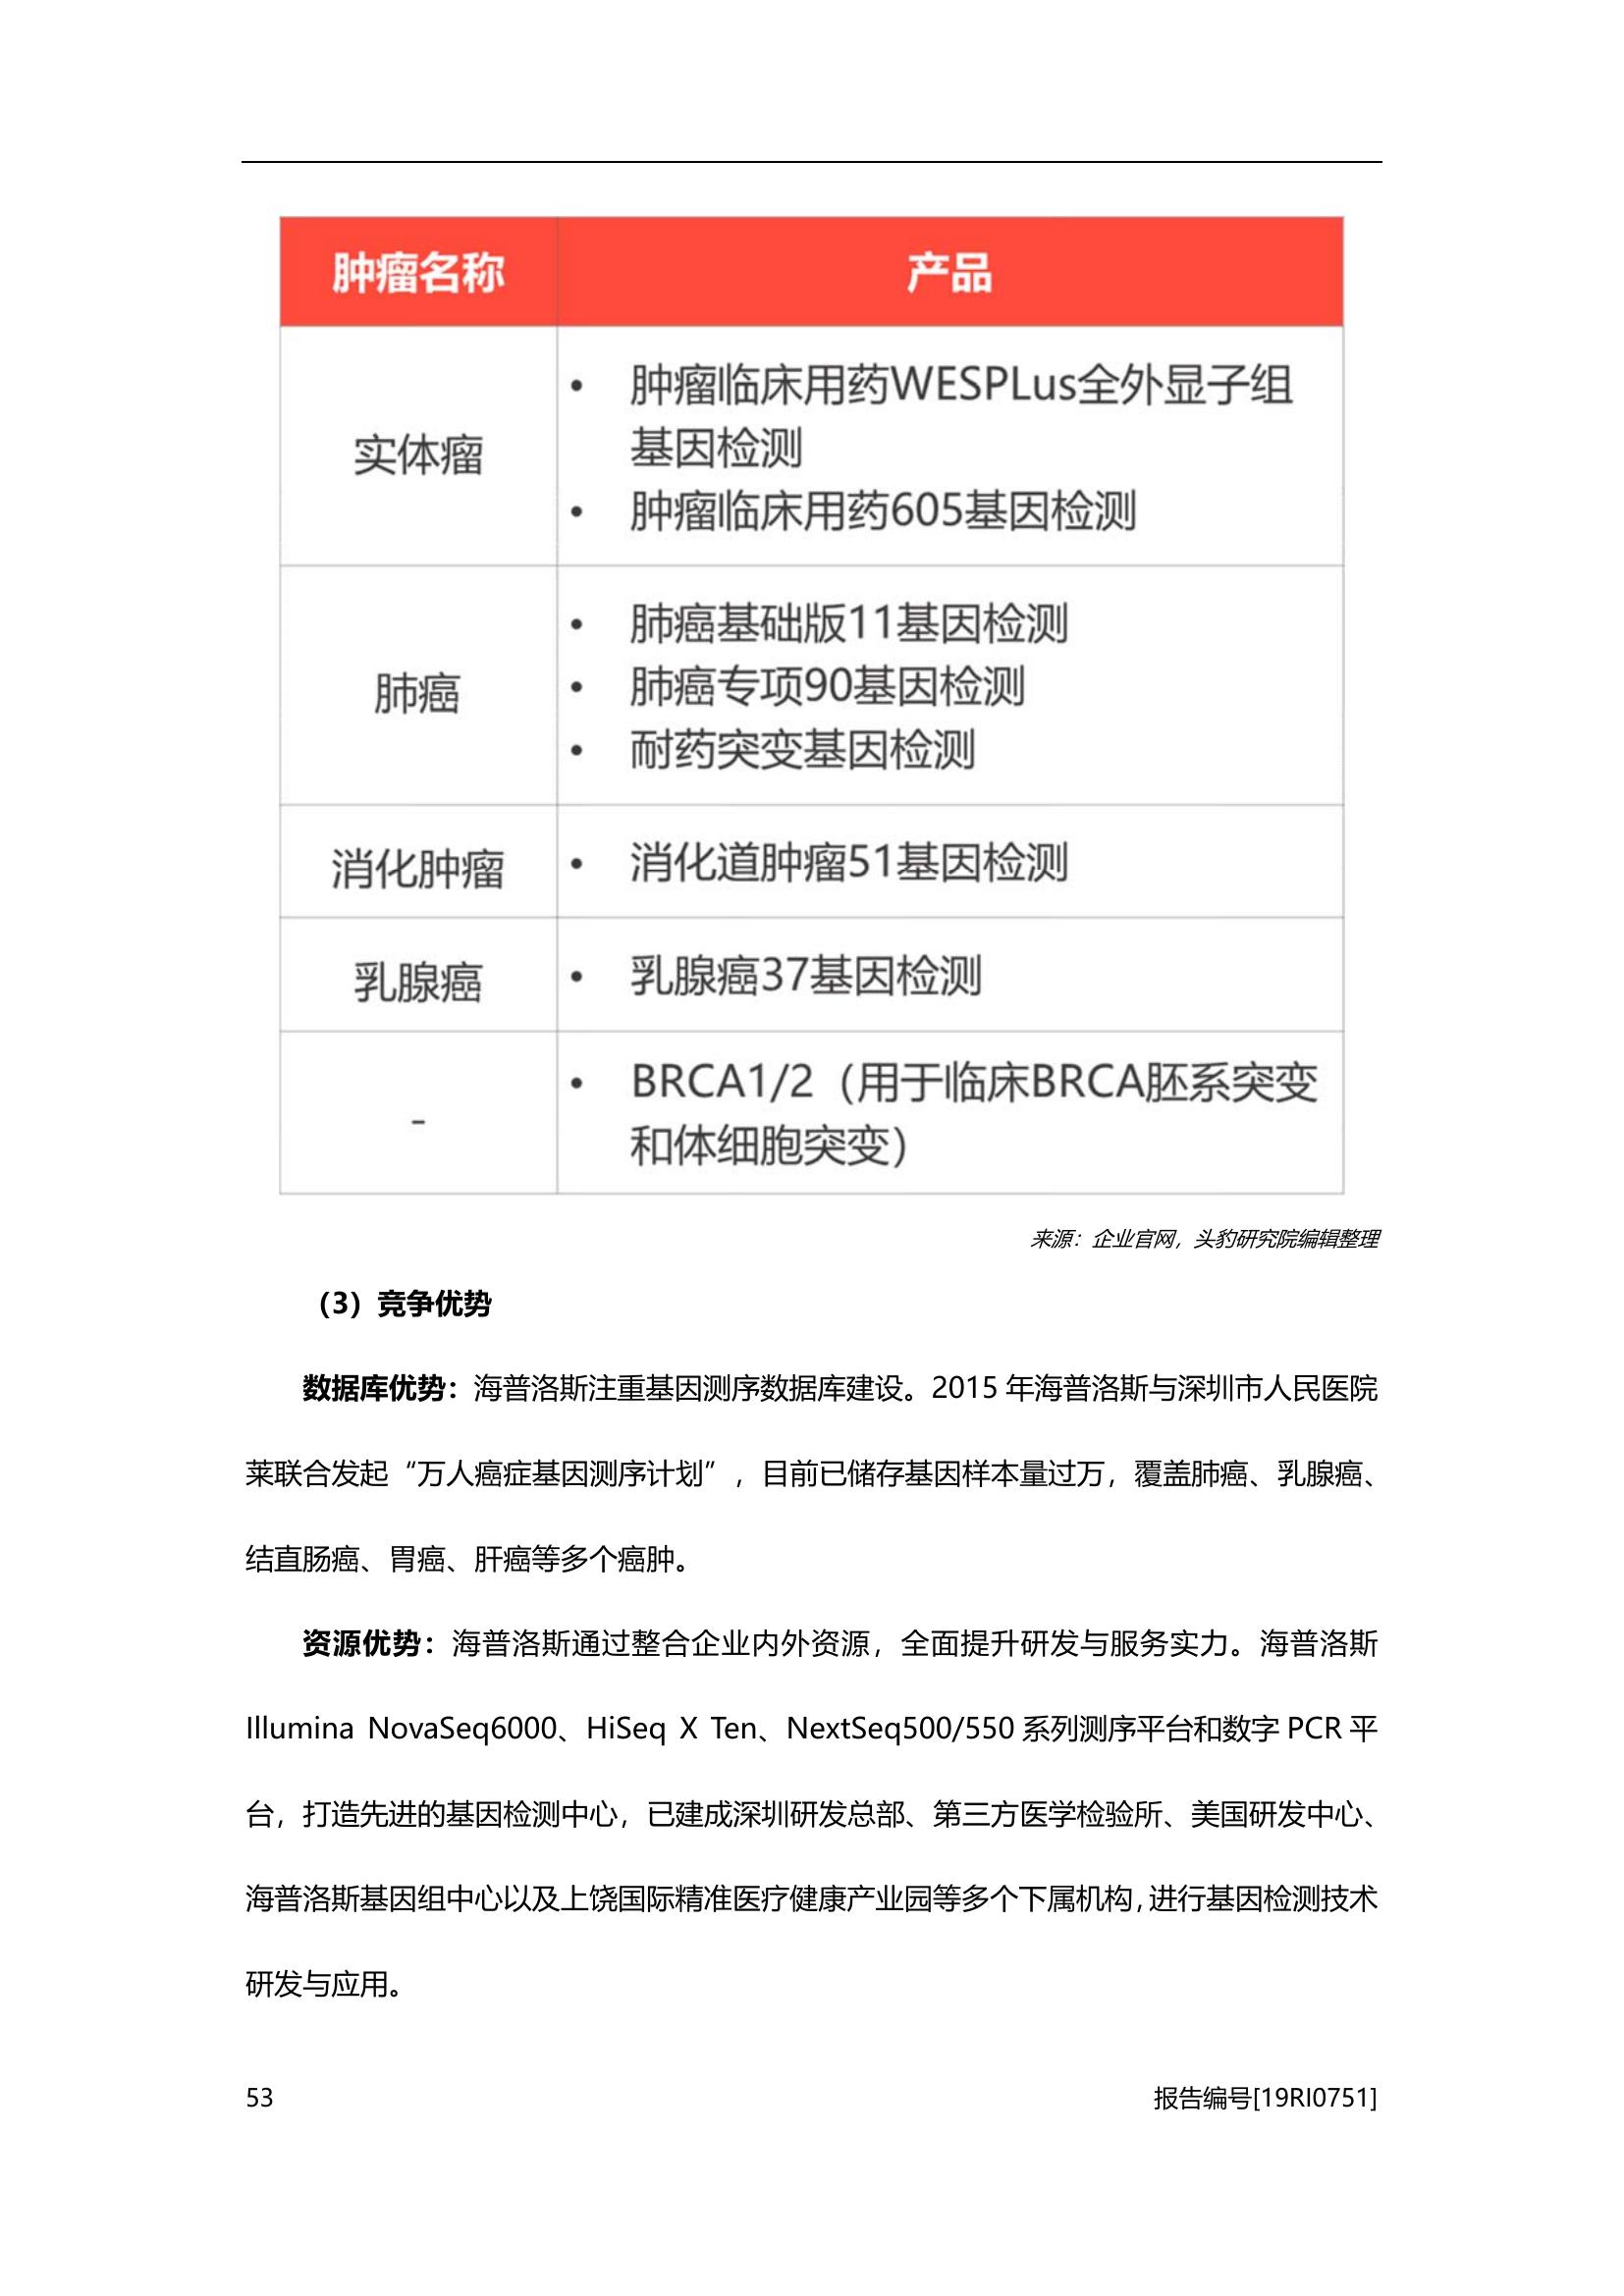 肿瘤名称 产品
实体瘤
• 肿瘤临床用药WESPLus全外显子组
基因检测
• 肿瘤临床用药605基因检测
肺癌
• 肺癌基础版11基因检测
• 肺癌专项90基因检测
• 耐药突变基因检测
消化肿瘤 • 消化道肿瘤51基因检测
乳腺癌 • 乳腺癌37基因检测
-
• BRCA1/2（用于临床BRCA胚系突变
和体细胞突变）
来源：企业官网，头豹研究院编辑整理
（3）竞争优势
数据库优势：海普洛斯注重基因测序数据库建设。2015 年海普洛斯与深圳市人民医院
莱联合发起“万人癌症基因测序计划”，目前已储存基因样本量过万，覆盖肺癌、乳腺癌、
结直肠癌、胃癌、肝癌等多个癌肿。
资源优势：海普洛斯通过整合企业内外资源，全面提升研发与服务实力。海普洛斯
Illumina NovaSeq6000、HiSeq X Ten、NextSeq500/550 系列测序平台和数字 PCR 平
台，打造先进的基因检测中心，已建成深圳研发总部、第三方医学检验所、美国研发中心、
海普洛斯基因组中心以及上饶国际精准医疗健康产业园等多个下属机构，进行基因检测技术
研发与应用。
53 报告编号[19RI0751]